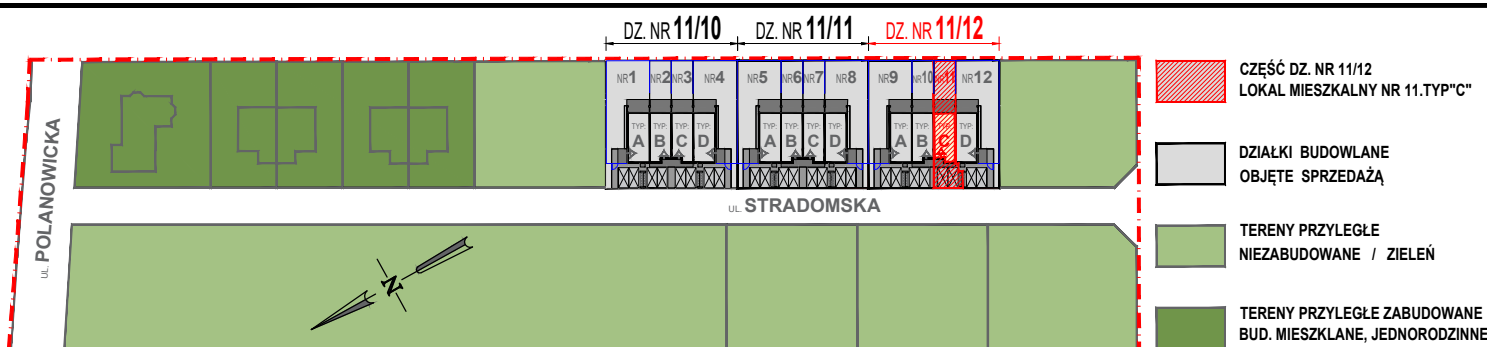 DZ. NR 11/10 DZ. NR 11/11 DZ. NR 11/12
NR1 NR2 NR3 NR4 NR5 NR6 NR7 NR8 NR9 NR10 NR11 NR12
TYP: TYP: TYP: TYP: TYP: TYP: TYP: TYP: TYP: TYP: TYP: TYP:
A B C D A B C D A B C D
UL. STRADOMSKA
UL. POLANOWICKA
N
CZĘŚĆ DZ. NR 11/12
LOKAL MIESZKALNY NR 11.TYP"C"
DZIAŁKI BUDOWLANE
OBJĘTE SPRZEDAŻĄ
TERENY PRZYLEGŁE
NIEZABUDOWANE / ZIELEŃ
TERENY PRZYLEGŁE ZABUDOWANE
BUD. MIESZKLANE, JEDNORODZINNE